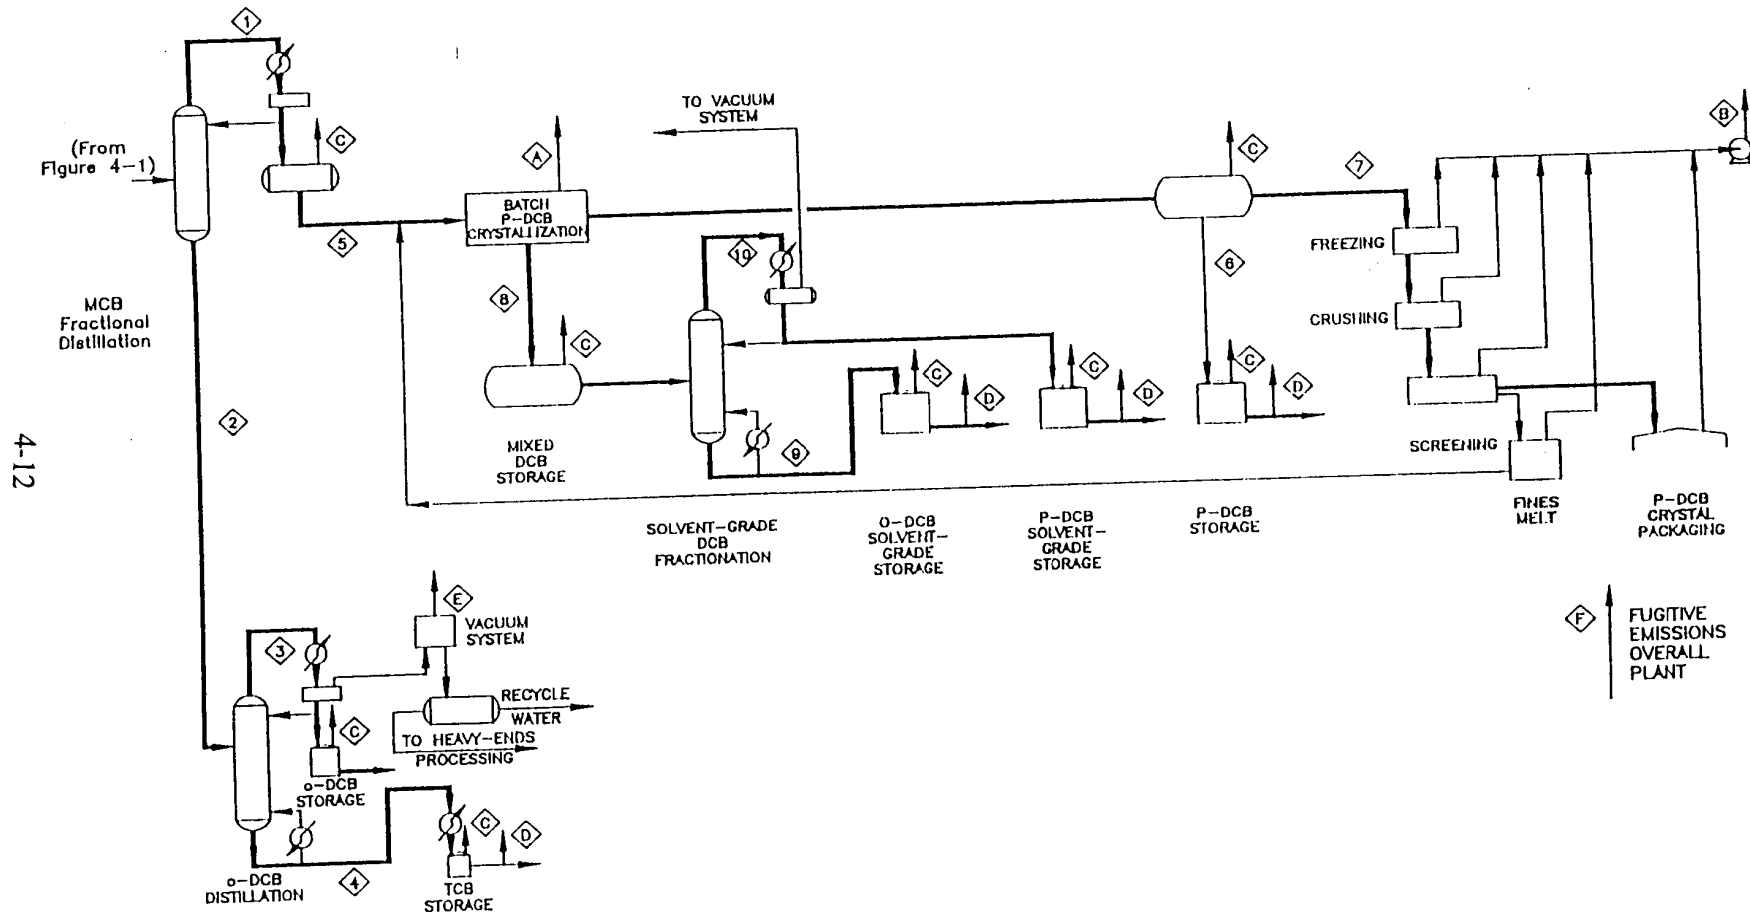 1
C
(From
Figure 4-1)
MCB
Fractional
Distillation
2
5
A
BATCH
P-DCB
CRYSTALLIZATION
TO VACUUM
SYSTEM
8
C
MIXED
DCB
STORAGE
10
9
SOLVENT-GRADE
DCB
FRACTIONATION
C
D
O-DCB
SOLVENT-
GRADE
STORAGE
C
D
P-DCB
SOLVENT-
GRADE
STORAGE
C
6
C
D
P-DCB
STORAGE
7
B
FREEZING
CRUSHING
SCREENING
FINES
MELT
P-DCB
CRYSTAL
PACKAGING
4-12
3
E
VACUUM
SYSTEM
RECYCLE
WATER
TO HEAVY-ENDS
PROCESSING
C
o-DCB
STORAGE
o-DCB
DISTILLATION
4
C
D
TCB
STORAGE
F
FUGITIVE
EMISSIONS
OVERALL
PLANT